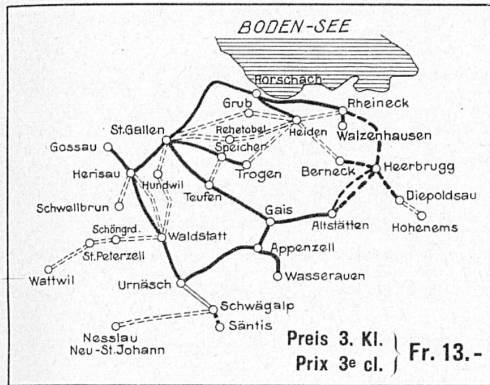 BODEN-SEE
Rorschach
Grub
Rheineck
St.Gallen
Rehetobel
Heiden
Walzenhausen
Gossau
Speichen
Herisau
Hundwil
Trogen
Berneck
Heerbrugg
Teufen
Diepoldsau
Schwellbrun
Gais
Hohenems
Schöngrd.
Waldstatt
Altstätten
St.Peterzell
Appenzell
Wattwil
Wasserauen
Urnäsch
Schwägalp
Säntis
Nesslau
Neu-St.Johann
Preis 3. Kl.
Prix 3e cl.
Fr. 13.-